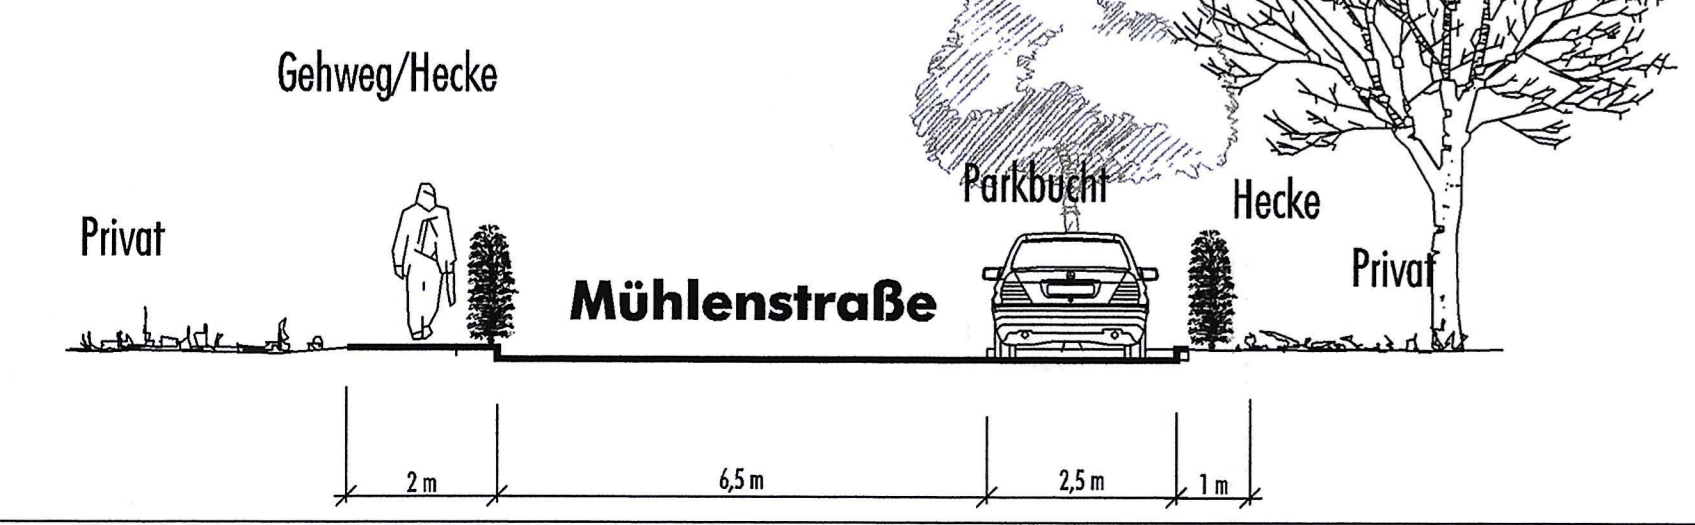 Gehweg/Hecke
Parkbucht
Hecke
Privat
Privat
Mühlenstraße
2 m
6,5 m
2,5 m
1 m